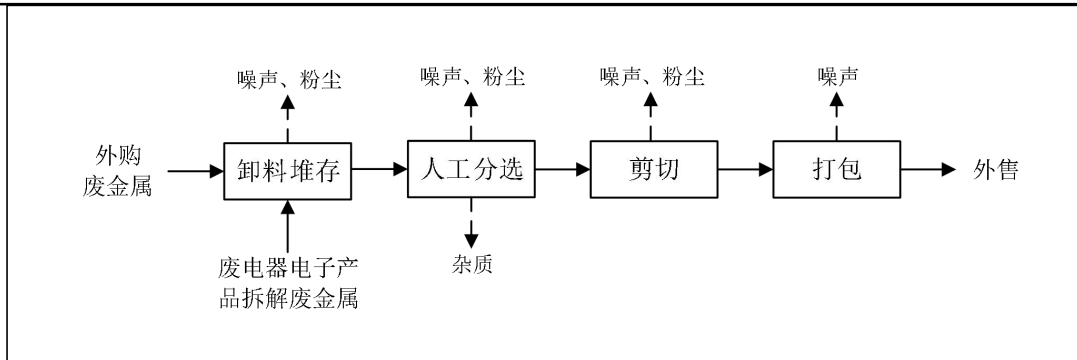 噪声、粉尘
噪声、粉尘
噪声、粉尘
噪声
外购
废金属
卸料堆存
人工分选
剪切
打包
外售
废电器电子产
品拆解废金属
杂质